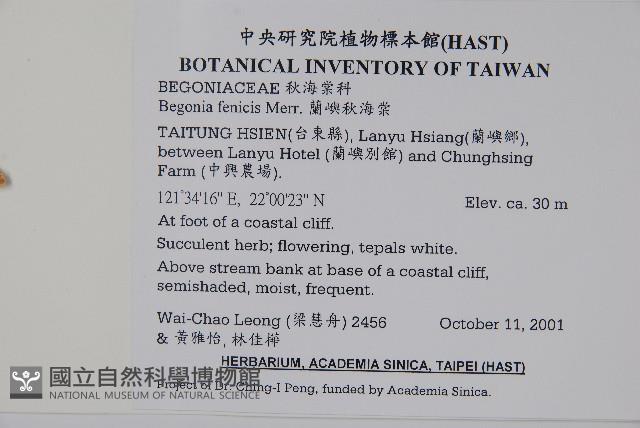 中央研究院植物標本館(HAST)
BOTANICAL INVENTORY OF TAIWAN
BEGONIACEAE 秋海棠科
Begonia fenicis Merr. 蘭嶼秋海棠
TAITUNG HSIEN(台東縣), Lanyu Hsiang(蘭嶼鄉),
between Lanyu Hotel (蘭嶼別館) and Chunghsing
Farm (中興農場).
121°34'16" E, 22°00'23" N Elev. ca. 30 m
At foot of a coastal cliff.
Succulent herb; flowering, tepals white.
Above stream bank at base of a coastal cliff,
semishaded, moist, frequent.
Wai-Chao Leong (梁慧舟) 2456 October 11, 2001
& 黃雅怡, 林佳樺
HERBARIUM, ACADEMIA SINICA, TAIPEI (HAST)
Project of Dr. Ching-I Peng, funded by Academia Sinica.
國立自然科學博物館
NATIONAL MUSEUM OF NATURAL SCIENCE